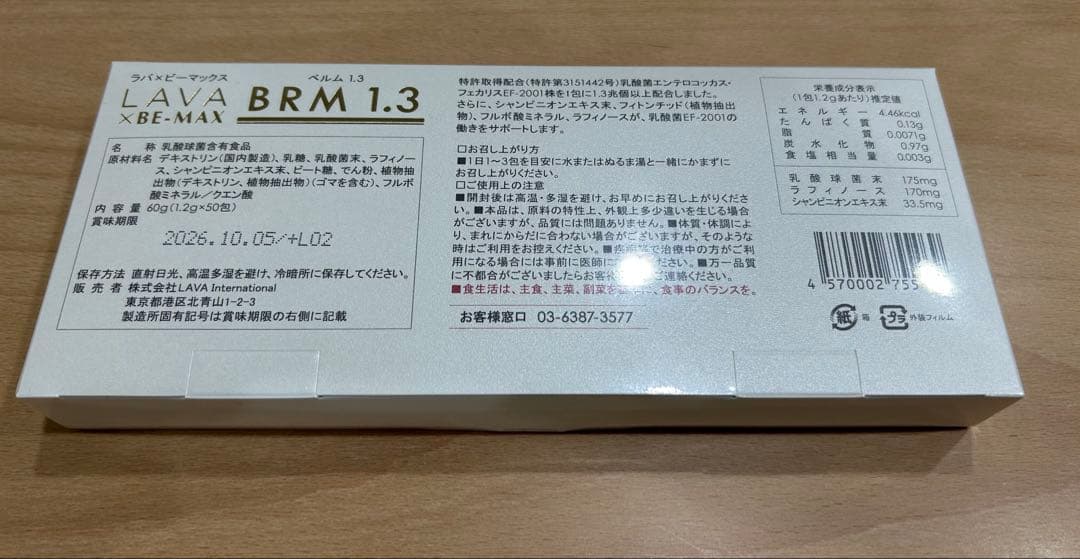 ラバ×ビーマックス
LAVA
×BE-MAX
ベルム 1.3
BRM 1.3
名 称 乳酸球菌含有食品
原材料名 デキストリン(国内製造)、乳糖、乳酸菌末、ラフィノー
ス、シャンピニオンエキス末、ビート糖、でん粉、植物抽
出物(デキストリン、植物抽出物)(ゴマを含む)、フルボ
酸ミネラル/クエン酸
内 容 量 60g(1.2g×50包)
賞味期限
2026.10.05/+L02
保存方法 直射日光、高温多湿を避け、冷暗所に保存してください。
販 売 者 株式会社LAVA International
東京都港区北青山1-2-3
製造所固有記号は賞味期限の右側に記載
特許取得配合(特許第3151442号)乳酸菌エンテロコッカス・
フェカリスEF-2001株を1包に1.3兆個以上配合しました。
さらに、シャンピニオンエキス末、フィトンチッド(植物抽出
物)、フルボ酸ミネラル、ラフィノースが、乳酸菌EF-2001の
働きをサポートします。
□お召し上がり方
■1日1~3包を目安に水またはぬるま湯と一緒にかまずに
お召し上がりください。
□ご使用上の注意
■開封後は高温・多湿を避け、お早めにお召し上がりくださ
い。■本品は、原料の特性上、外観上多少違いを生じる場合
がございますが、品質には問題ありません。■体質・体調によ
り、まれにからだに合わない場合がございますが、そのような
時はご利用をお控えください。■疾病等で治療中の方がご利
用になる場合には事前に医師に ください。■万一品質
に不都合がございましたらお客 ご連絡ください。
■食生活は、主食、主菜、副菜を 、食事のバランスを。
お客様窓口 03-6387-3577
栄養成分表示
(1包1.2gあたり)推定値
エネルギー 4.46kcal
たんぱく質 0.13g
脂質 0.0071g
炭水化物 0.97g
食塩相当量 0.003g
乳酸球菌末 175mg
ラフィノース 170mg
シャンピニオンエキス末 33.5mg
4 570002 755
紙 箱 プラ 外装フィルム